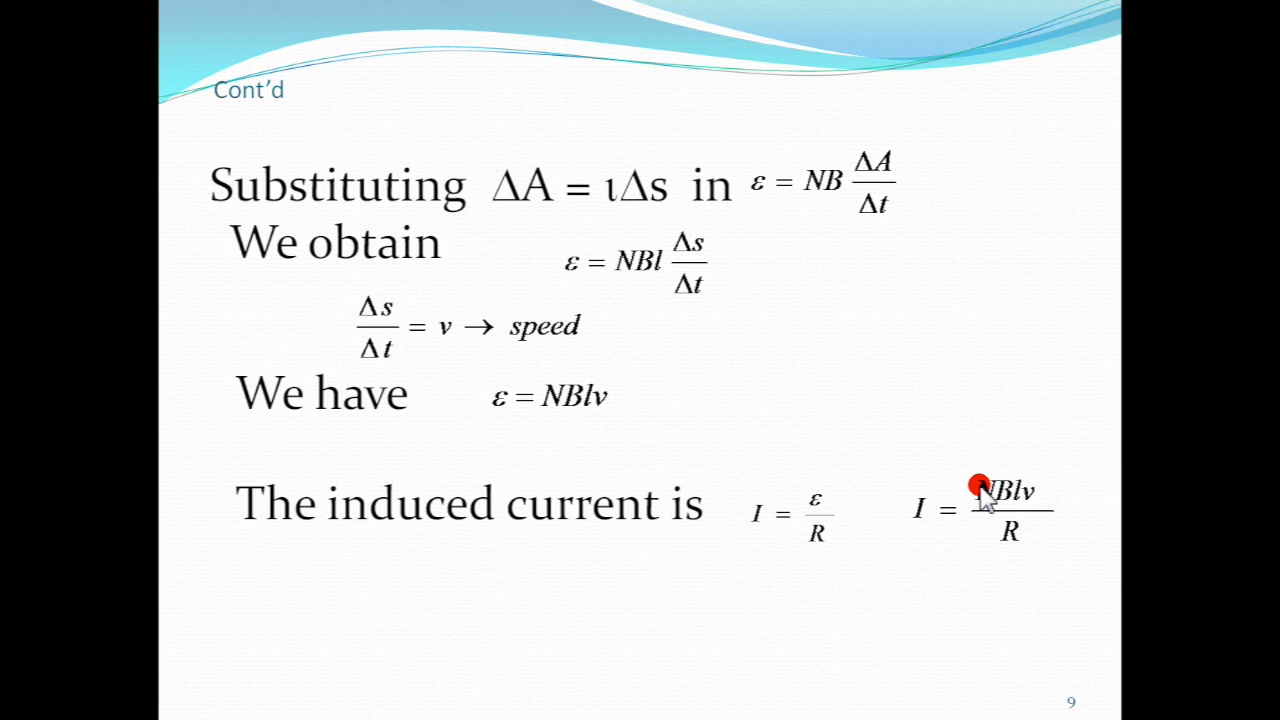 Cont’d
Substituting ΔA = ιΔs in ε = NB ΔA/Δt
We obtain ε = NBl Δs/Δt
Δs/Δt = v → speed
We have ε = NBlv
The induced current is I = ε/R I = NBlv/R
9